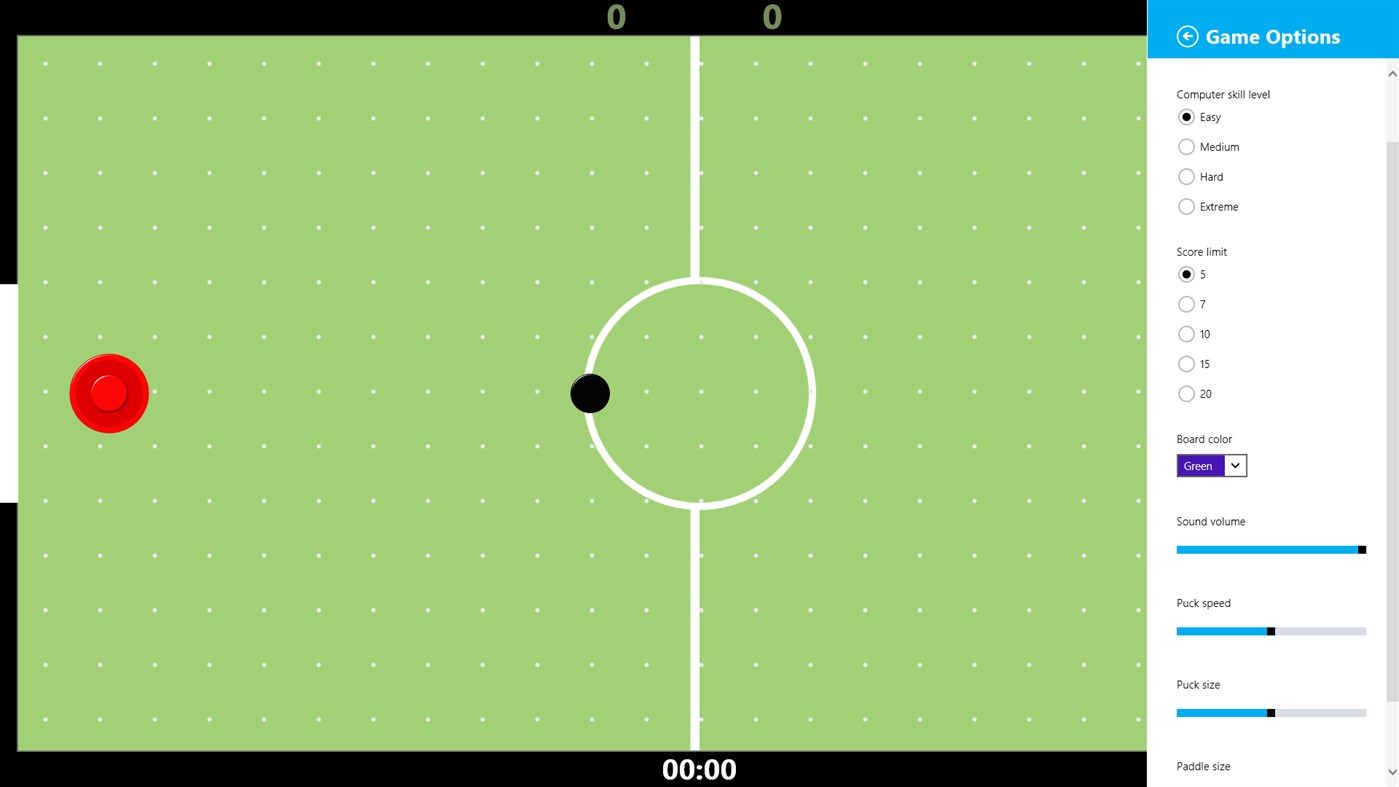 0 0
Game Options
Computer skill level
Easy
Medium
Hard
Extreme
Score limit
5
7
10
15
20
Board color
Green
Sound volume
Puck speed
Puck size
Paddle size
00:00